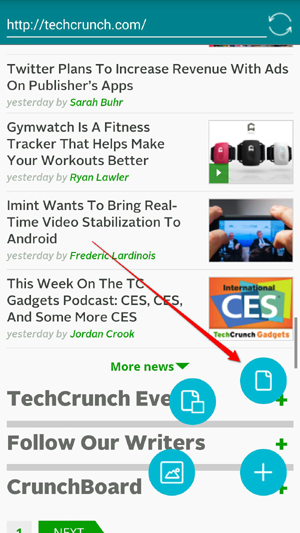 http://techcrunch.com/
Twitter Plans To Increase Revenue With Ads
On Publisher's Apps
yesterday by Sarah Buhr
Gymwatch Is A Fitness
Tracker That Helps Make
Your Workouts Better
yesterday by Ryan Lawler
Imint Wants To Bring Real-
Time Video Stabilization To
Android
yesterday by Frederic Lardinois
This Week On The TC
Gadgets Podcast: CES, CES,
And Some More CES
yesterday by Jordan Crook
International
CES
TechCrunch Gadgets
More news
TechCrunch Eve
+
Follow Our Writers
+
CrunchBoard
1
NEXT